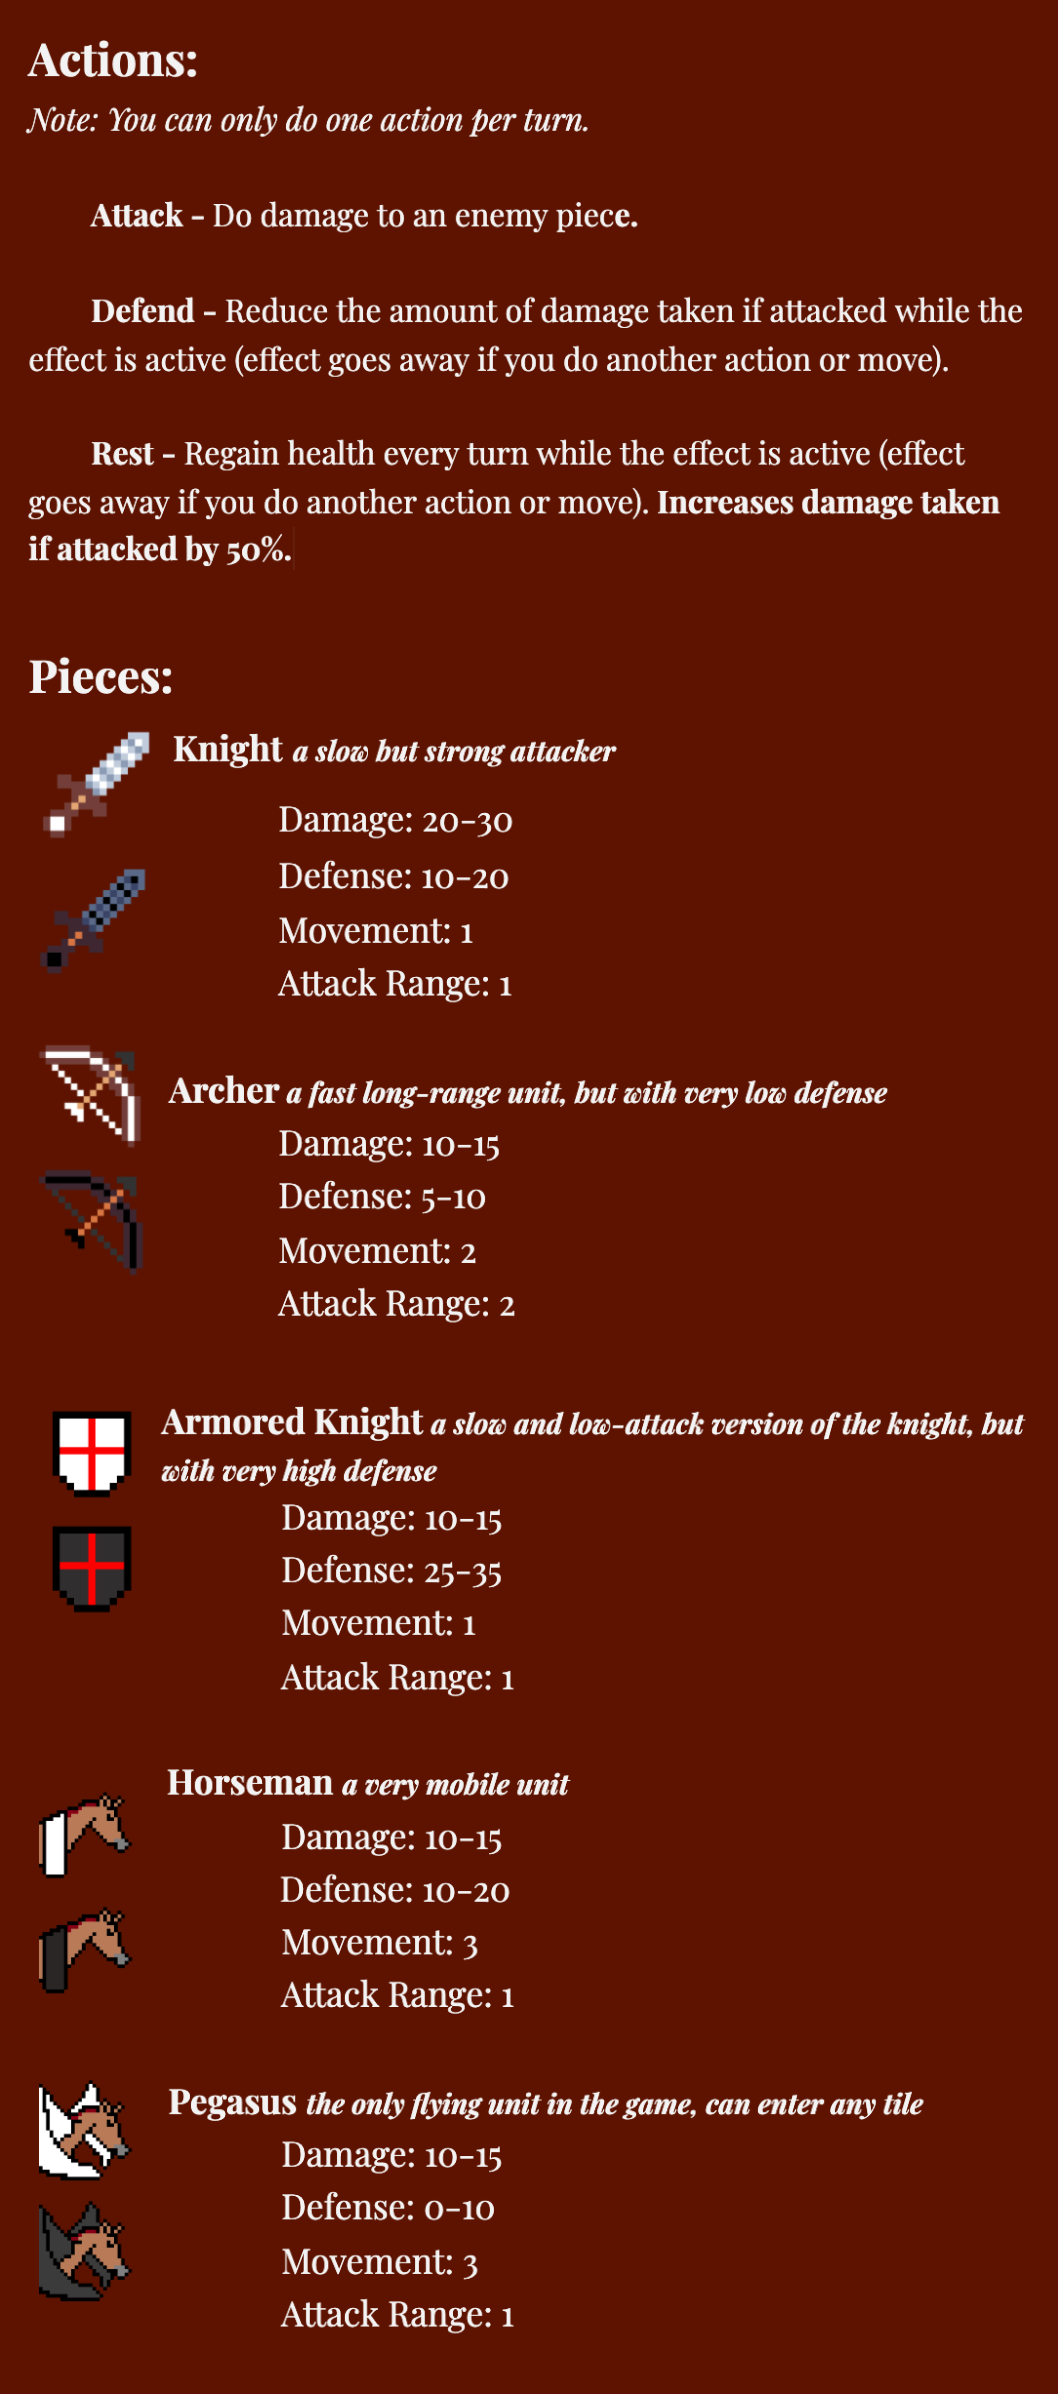 Actions:
Note: You can only do one action per turn.
Attack - Do damage to an enemy piece.
Defend - Reduce the amount of damage taken if attacked while the
effect is active (effect goes away if you do another action or move).
Rest - Regain health every turn while the effect is active (effect
goes away if you do another action or move). Increases damage taken
if attacked by 50%.
Pieces:
Knight a slow but strong attacker
Damage: 20-30
Defense: 10-20
Movement: 1
Attack Range: 1
Archer a fast long-range unit, but with very low defense
Damage: 10-15
Defense: 5-10
Movement: 2
Attack Range: 2
Armored Knight a slow and low-attack version of the knight, but
with very high defense
Damage: 10-15
Defense: 25-35
Movement: 1
Attack Range: 1
Horseman a very mobile unit
Damage: 10-15
Defense: 10-20
Movement: 3
Attack Range: 1
Pegasus the only flying unit in the game, can enter any tile
Damage: 10-15
Defense: 0-10
Movement: 3
Attack Range: 1